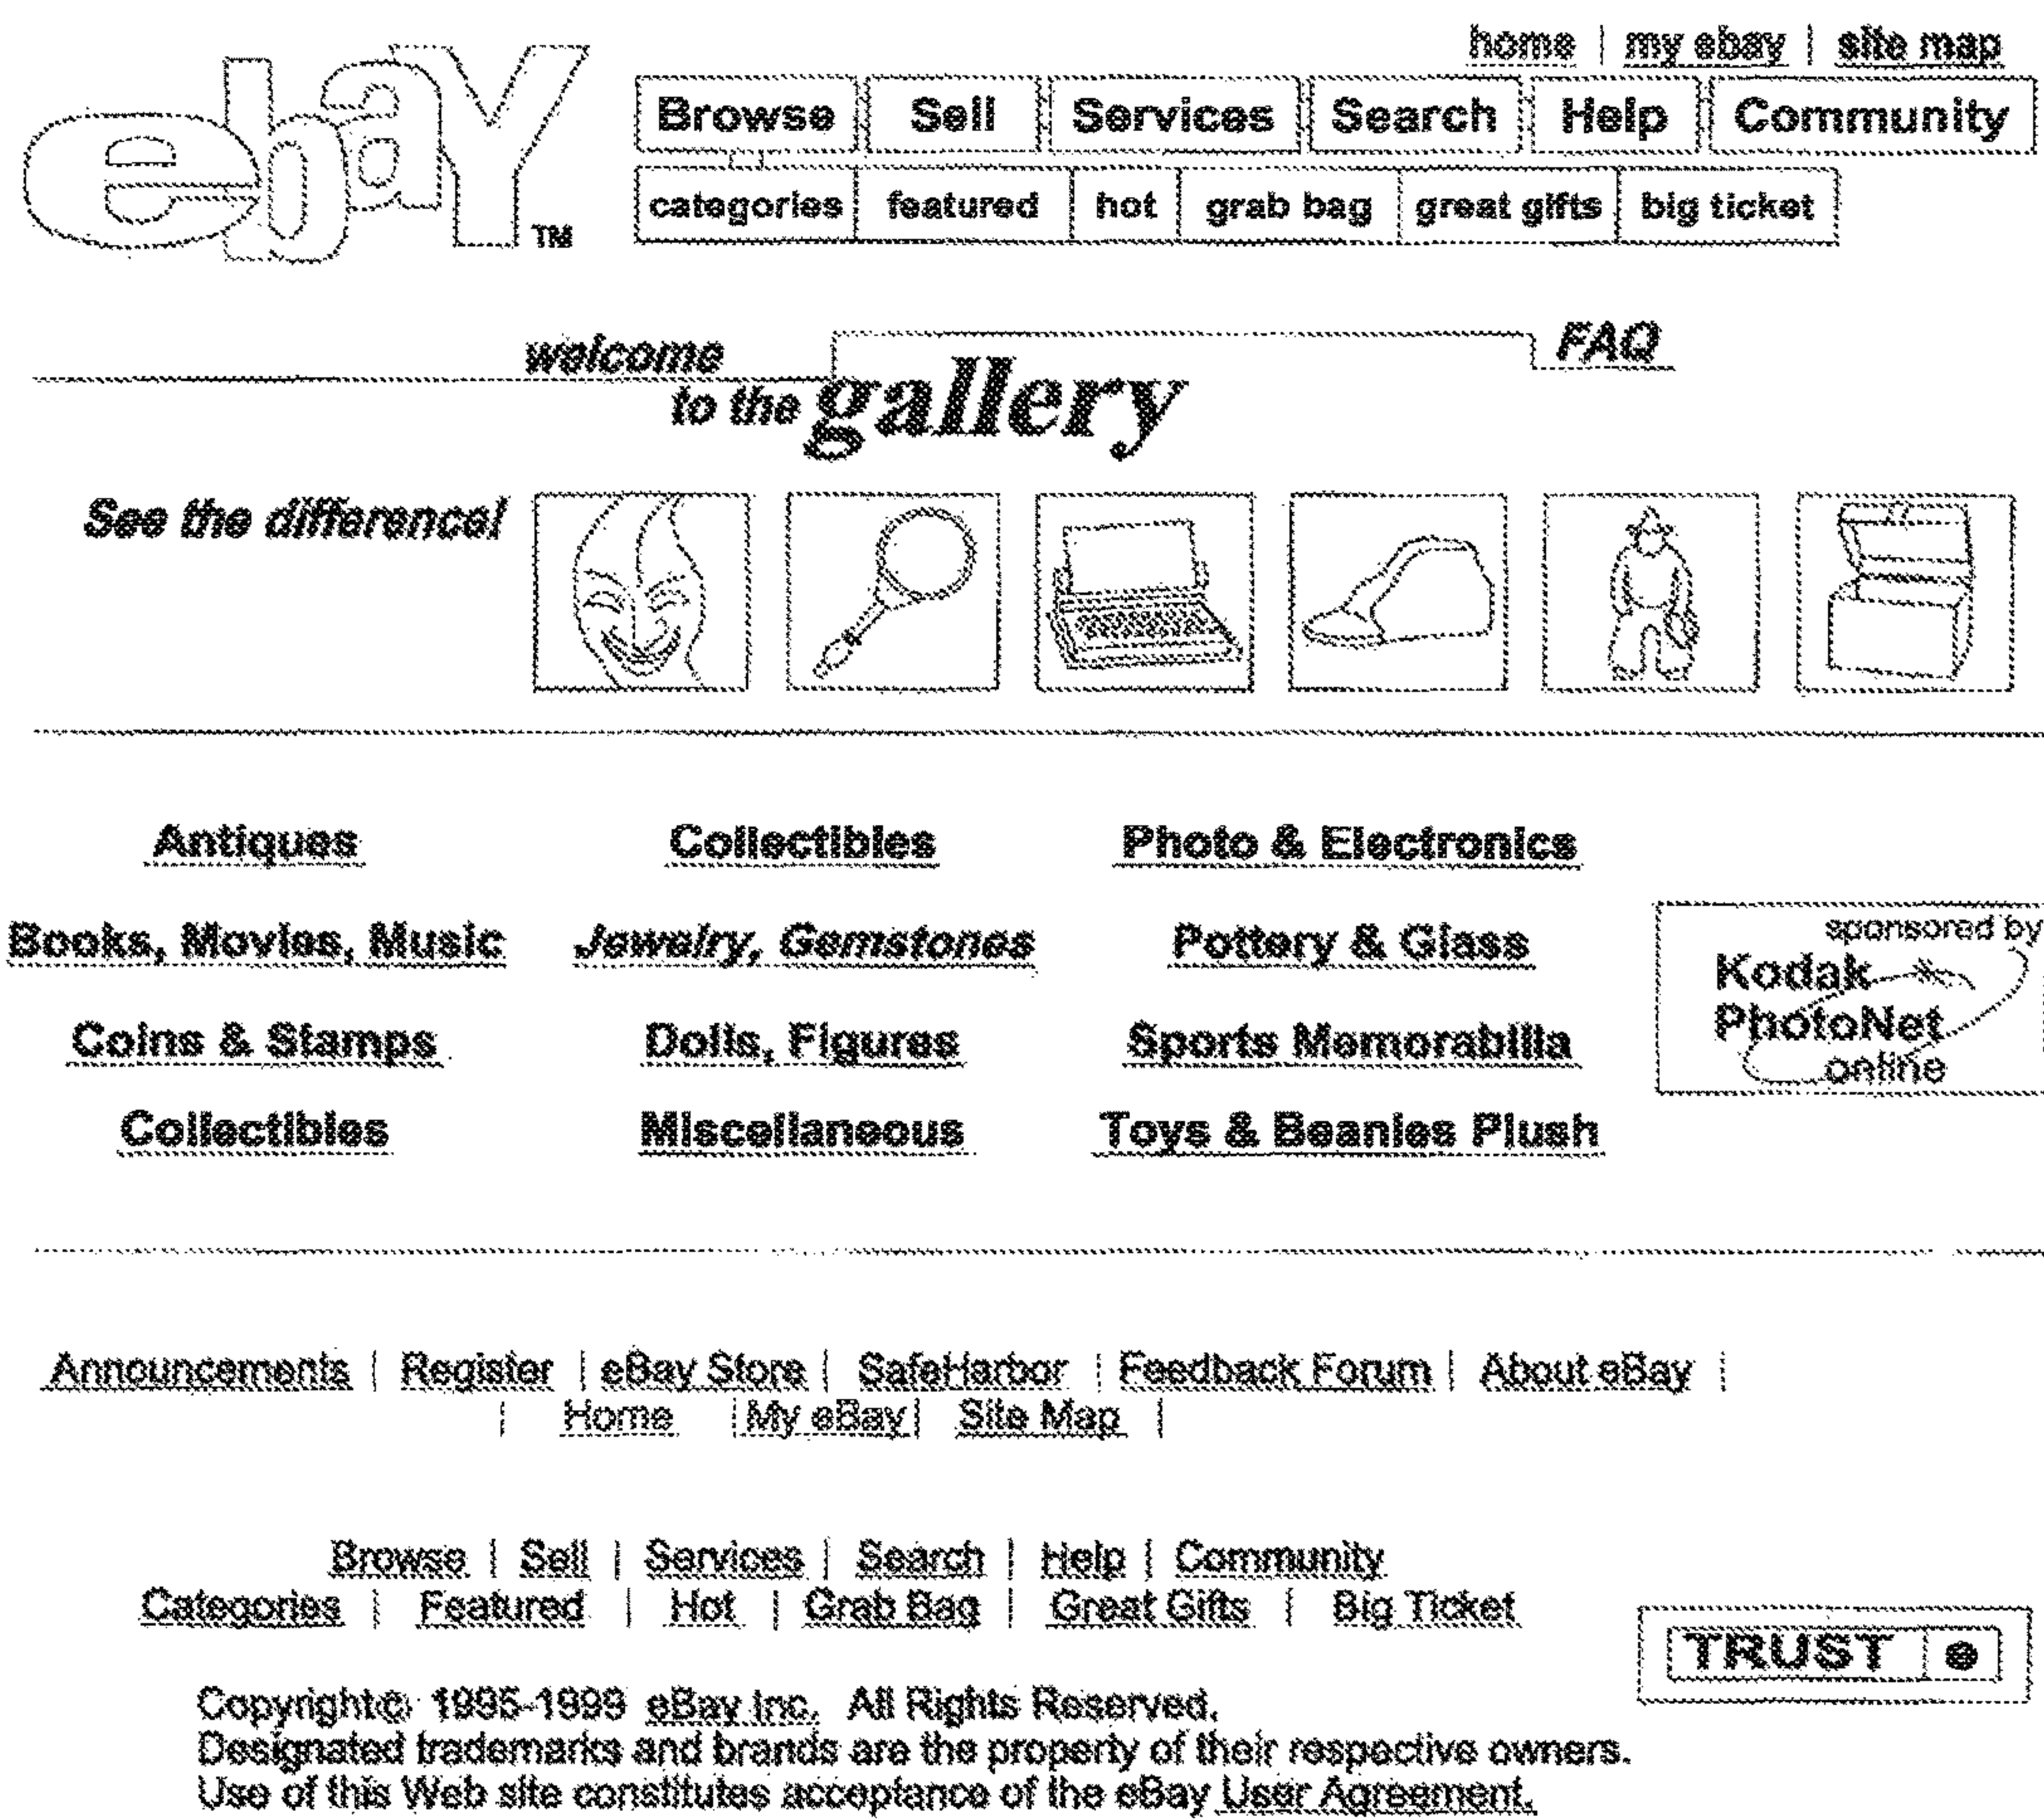 home | my ebay | site map
ebaY™
Browse Sell Services Search Help Community
categories featured hot grab bag great gifts big ticket
welcome
to the gallery
FAQ
See the difference!
Antiques Collectibles Photo & Electronics
Books, Movies, Music Jewelry, Gemstones Pottery & Glass
Coins & Stamps Dolls, Figures Sports Memorabilia
Collectibles Miscellaneous Toys & Beanies Plush
sponsored by
Kodak
PhotoNet
online
Announcements | Register | eBay Store | SafeHarbor | Feedback Forum | About eBay |
| Home | My eBay | Site Map |
Browse | Sell | Services | Search | Help | Community
Categories | Featured | Hot | Grab Bag | Great Gifts | Big Ticket
TRUST e
Copyright© 1995-1999 eBay Inc. All Rights Reserved.
Designated trademarks and brands are the property of their respective owners.
Use of this Web site constitutes acceptance of the eBay User Agreement.